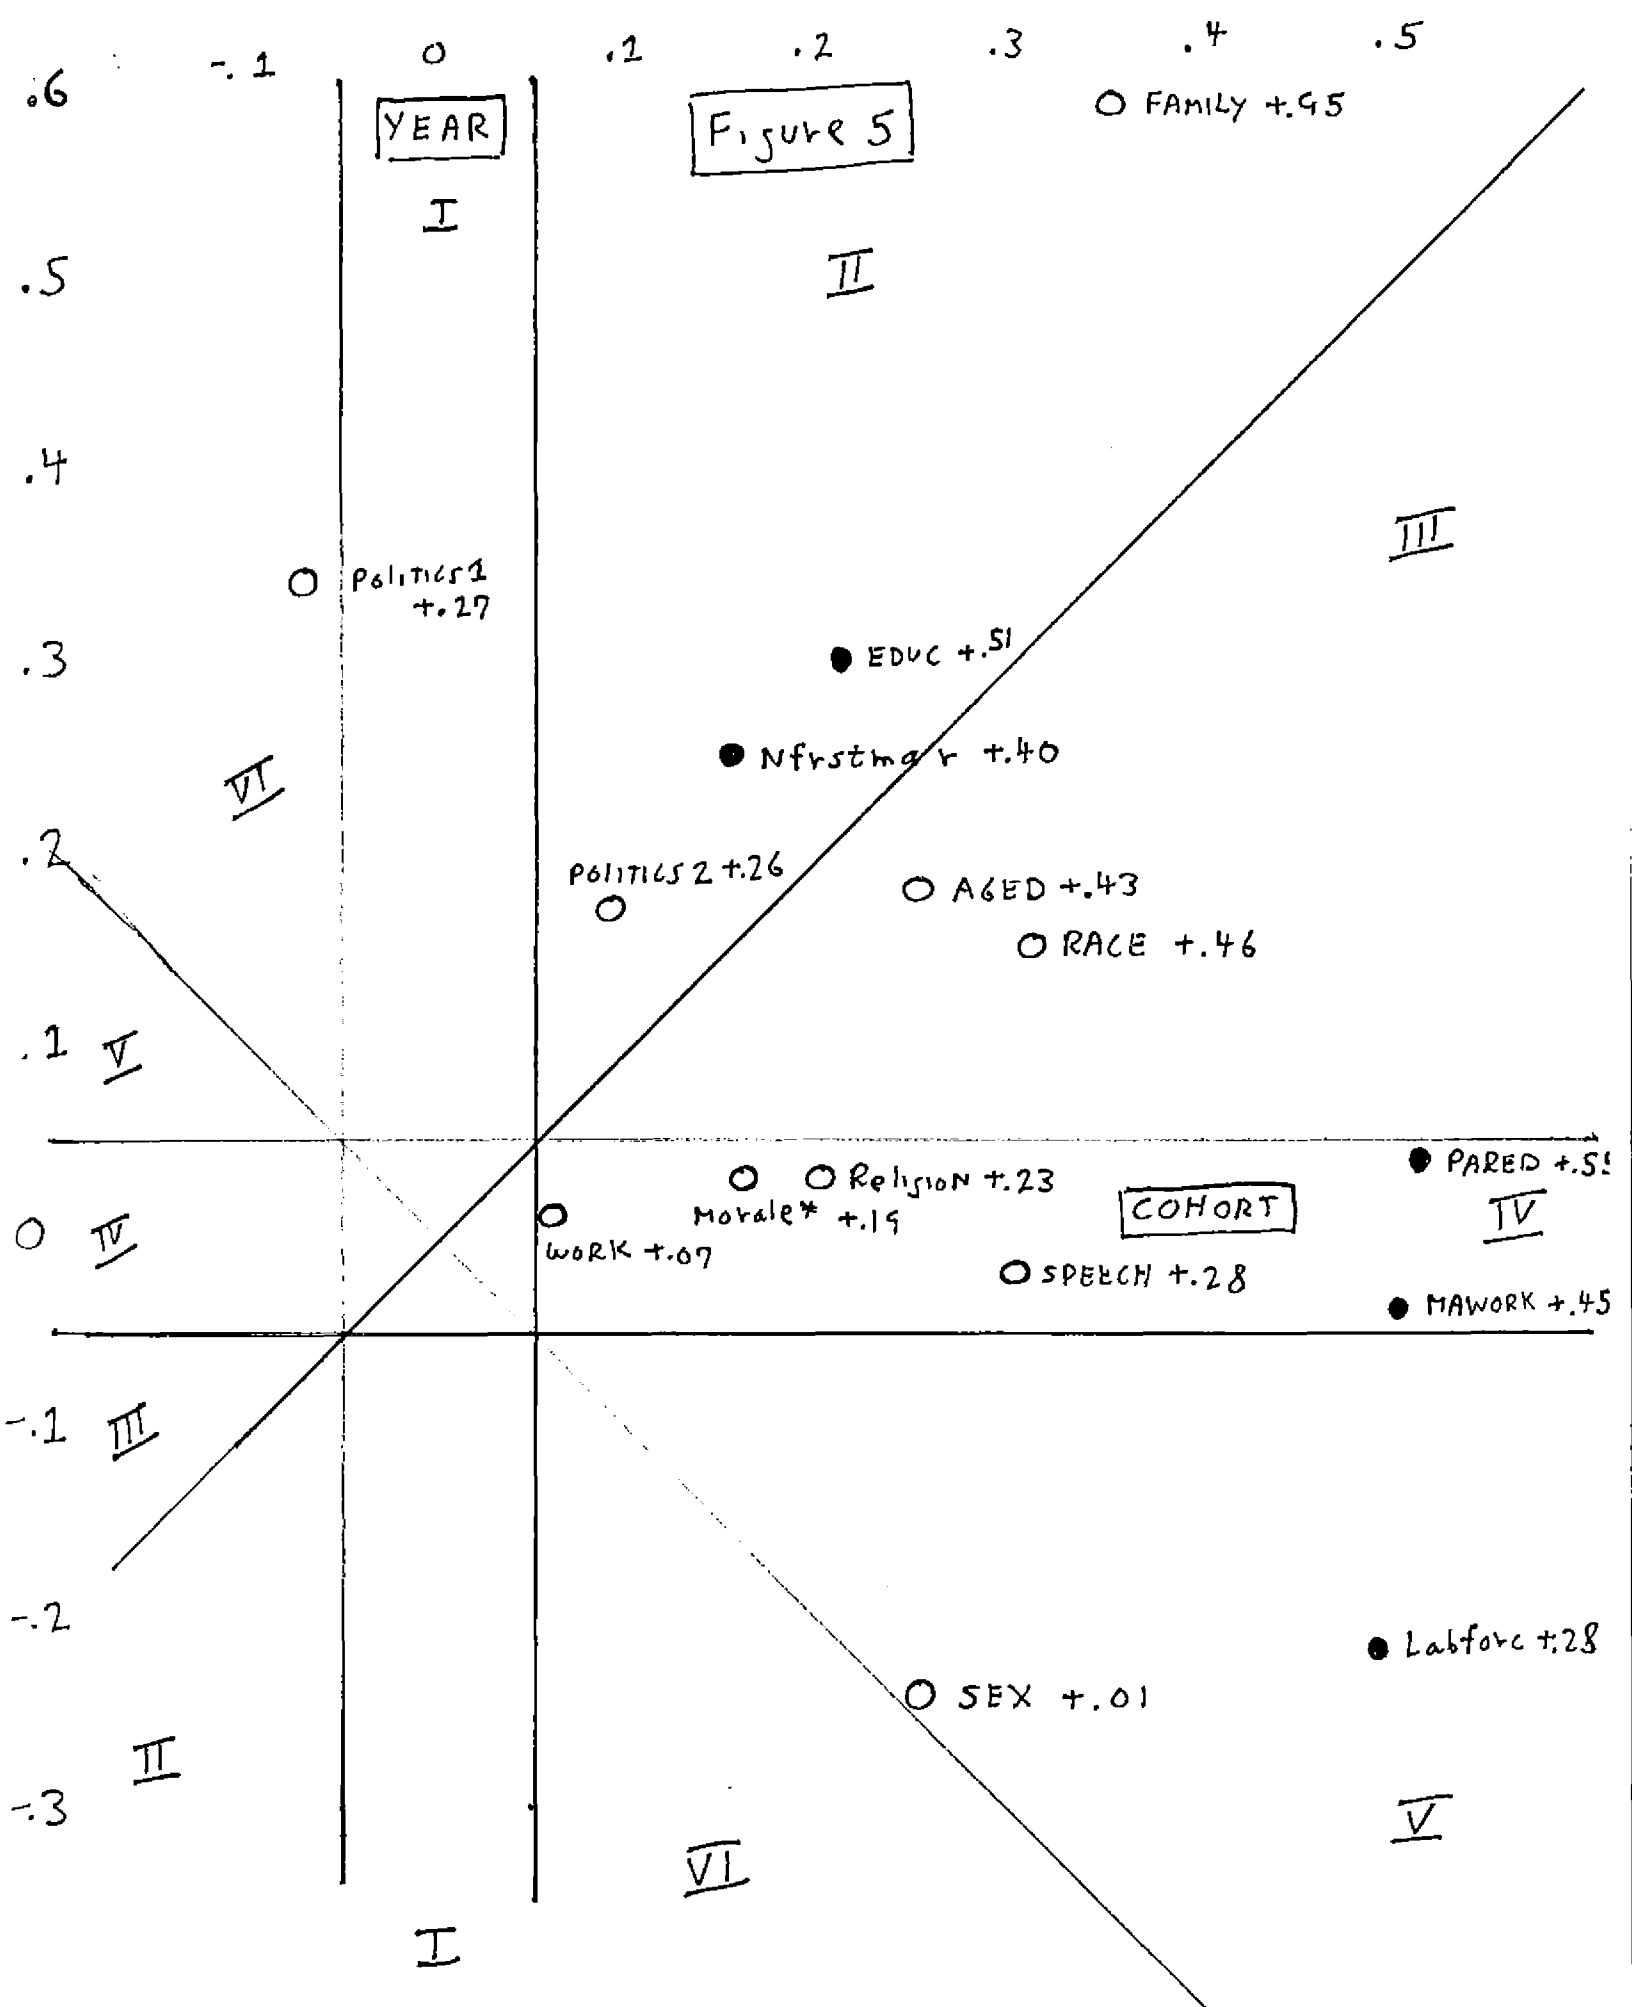 -.1 0 .1 .2 .3 .4 .5
.6
FAMILY +.95
YEAR
Figure 5
I
II
.5
.4
III
Politics 1
+.27
.3
EDUC +.51
Nfrstmar +.40
VI
.2
Politics 2 +.26
AGED +.43
RACE +.46
.1
V
PARED
Religion +.23
Morale* +.19
COHORT
IV
0
IV
WORK +.07
SPEECH +.28
MAWORK +.45
-.1
III
-.2
Labforc +.28
SEX +.01
II
-.3
V
VI
I